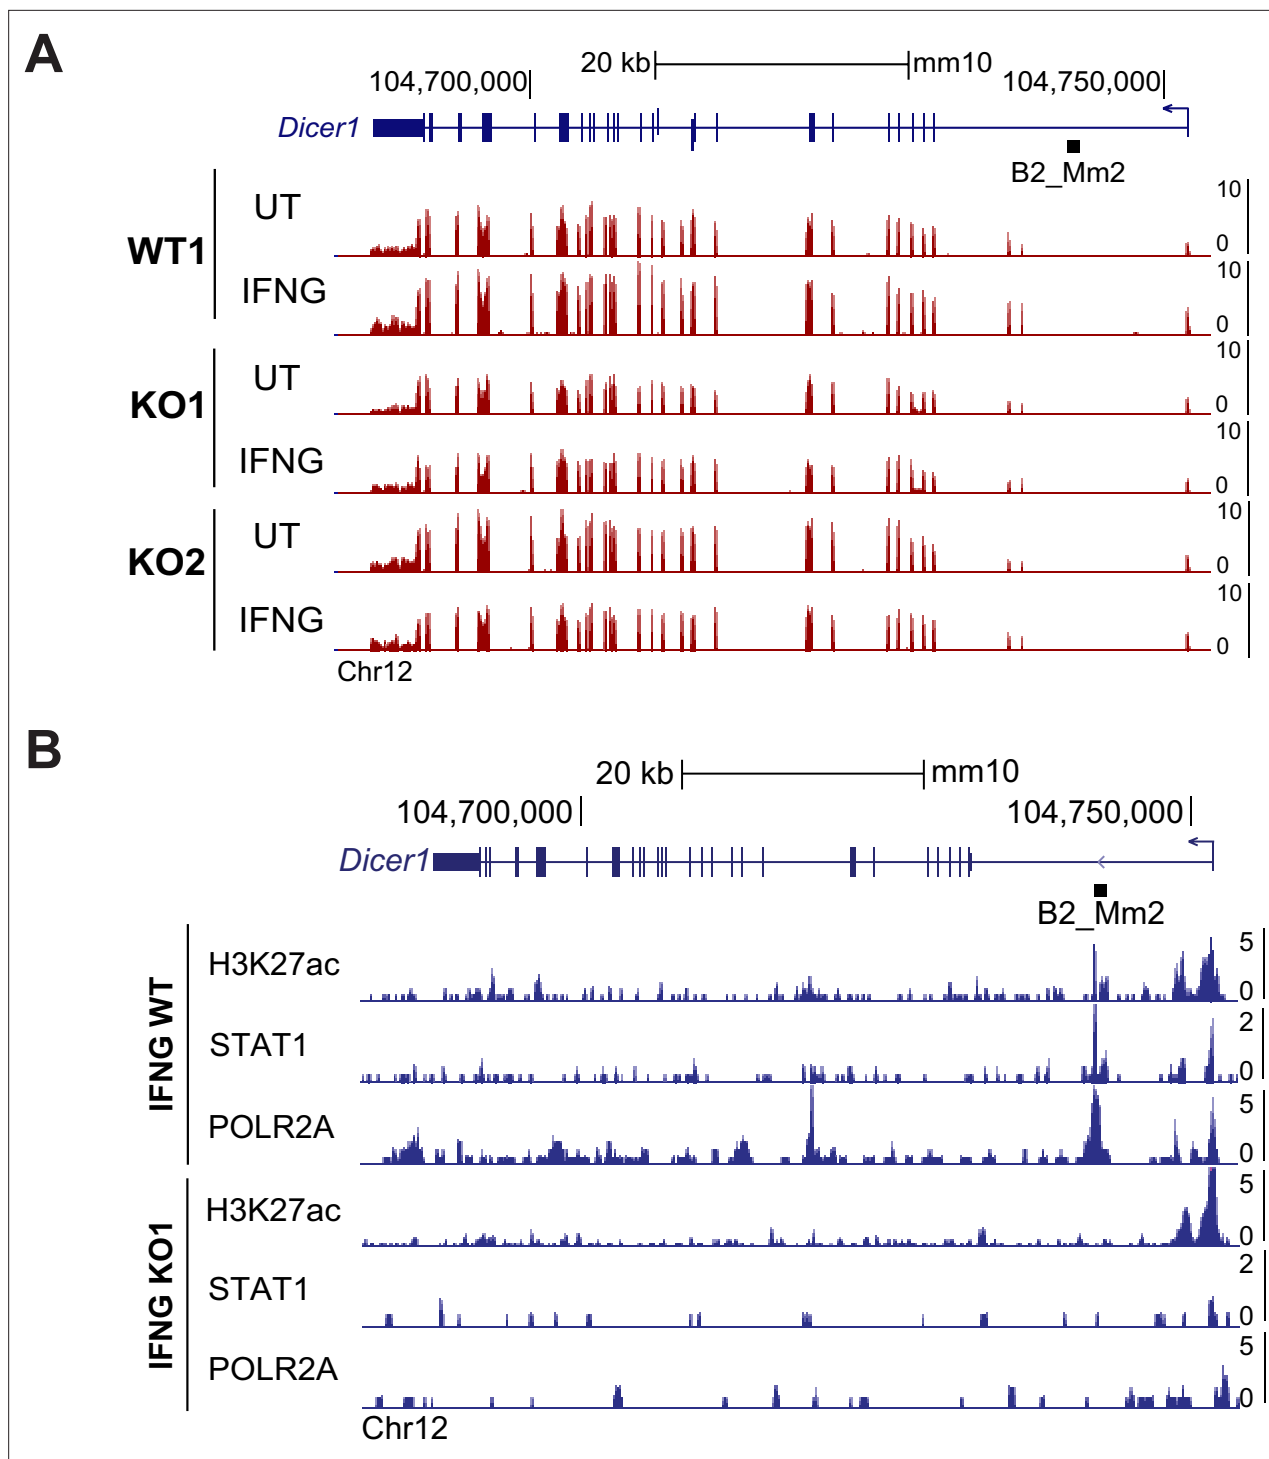 A
20 kb mm10
104,700,000 104,750,000
Dicer1
B2_Mm2
WT1
UT
10
0
IFNG
10
0
KO1
UT
10
0
IFNG
10
0
KO2
UT
10
0
IFNG
10
0
Chr12
B
20 kb mm10
104,700,000 104,750,000
Dicer1
B2_Mm2
IFNG WT
H3K27ac
5
0
STAT1
2
0
POLR2A
5
0
IFNG KO1
H3K27ac
5
0
STAT1
2
0
POLR2A
5
0
Chr12